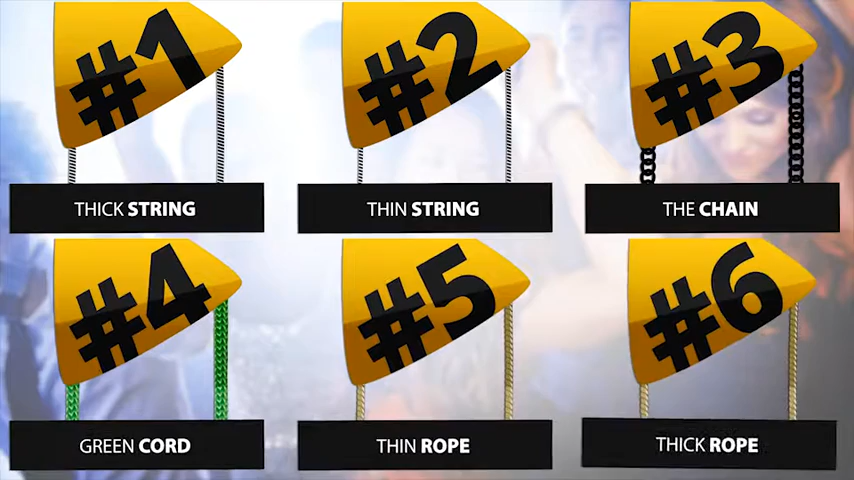 #1
#2
#3
THICK STRING
THIN STRING
THE CHAIN
#4
#5
#6
GREEN CORD
THIN ROPE
THICK ROPE